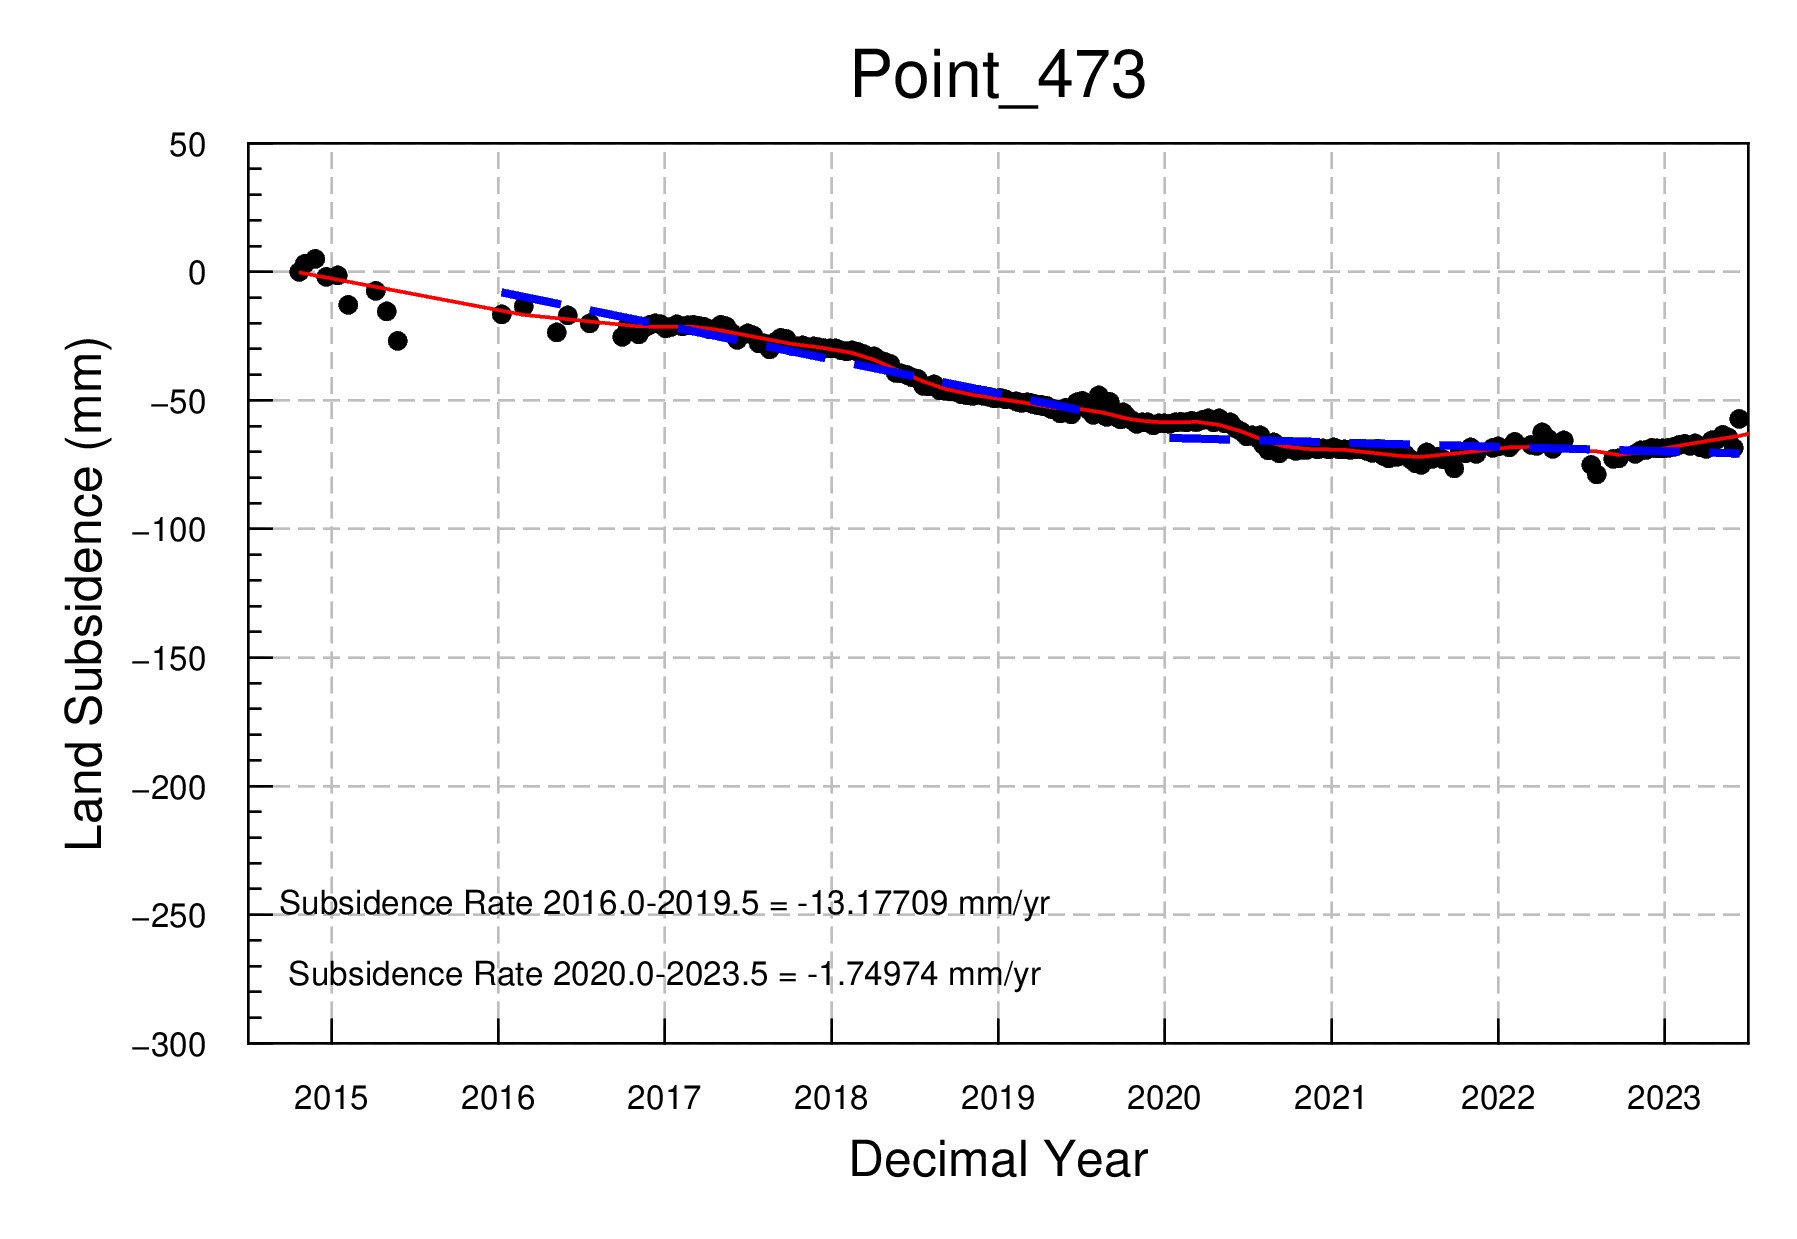 Point_473
50
0
−50
−100
−150
−200
−250
−300
Land Subsidence (mm)
Subsidence Rate 2016.0-2019.5 = -13.17709 mm/yr
Subsidence Rate 2020.0-2023.5 = -1.74974 mm/yr
2015 2016 2017 2018 2019 2020 2021 2022 2023
Decimal Year